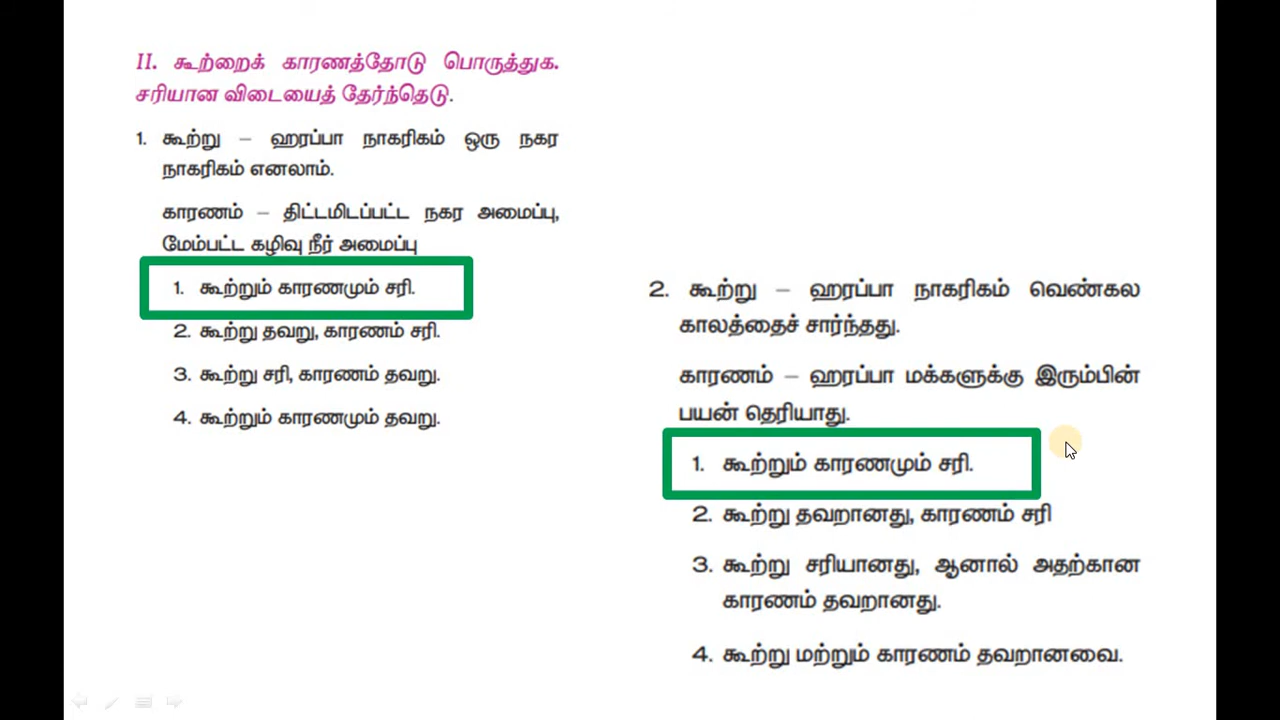 II. கூற்றைக் காரணத்தோடு பொருத்துக.
சரியான விடையைத் தேர்ந்தெடு.
1. கூற்று – ஹரப்பா நாகரிகம் ஒரு நகர
நாகரிகம் எனலாம்.
காரணம் – திட்டமிடப்பட்ட நகர அமைப்பு,
மேம்பட்ட கழிவு நீர் அமைப்பு
1. கூற்றும் காரணமும் சரி.
2. கூற்று தவறு, காரணம் சரி.
3. கூற்று சரி, காரணம் தவறு.
4. கூற்றும் காரணமும் தவறு.
2. கூற்று – ஹரப்பா நாகரிகம் வெண்கல
காலத்தைச் சார்ந்தது.
காரணம் – ஹரப்பா மக்களுக்கு இரும்பின்
பயன் தெரியாது.
1. கூற்றும் காரணமும் சரி.
2. கூற்று தவறானது, காரணம் சரி
3. கூற்று சரியானது, ஆனால் அதற்கான
காரணம் தவறானது.
4. கூற்று மற்றும் காரணம் தவறானவை.